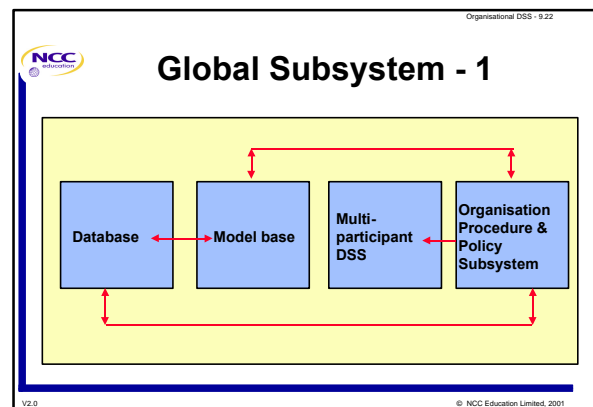 Organisational DSS - 9.22
NCC
education
Global Subsystem - 1
Database
Model base
Multi-
participant
DSS
Organisation
Procedure &
Policy
Subsystem
V2.0
© NCC Education Limited, 2001